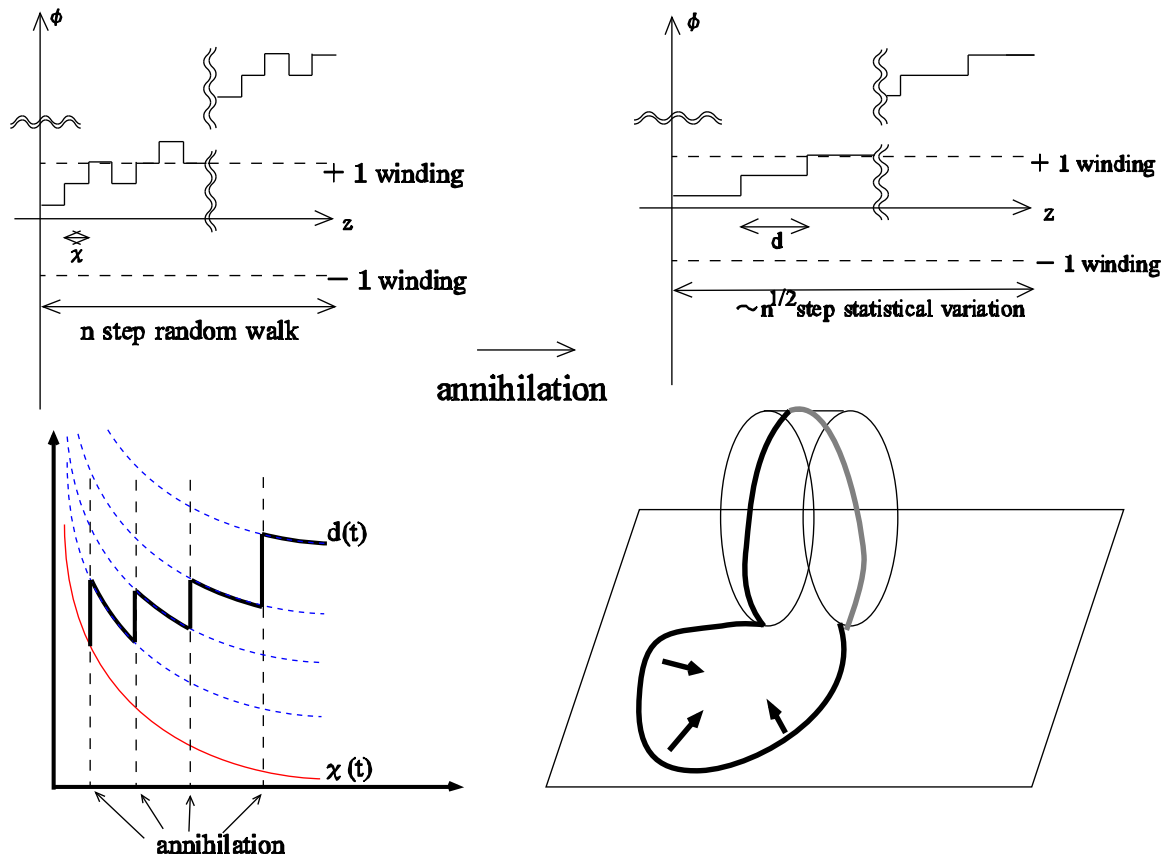 ϕ
+ 1 winding
z
χ
− 1 winding
n step random walk
ϕ
+ 1 winding
z
d
− 1 winding
~n^1/2 step statistical variation
annihilation
d(t)
χ (t)
annihilation